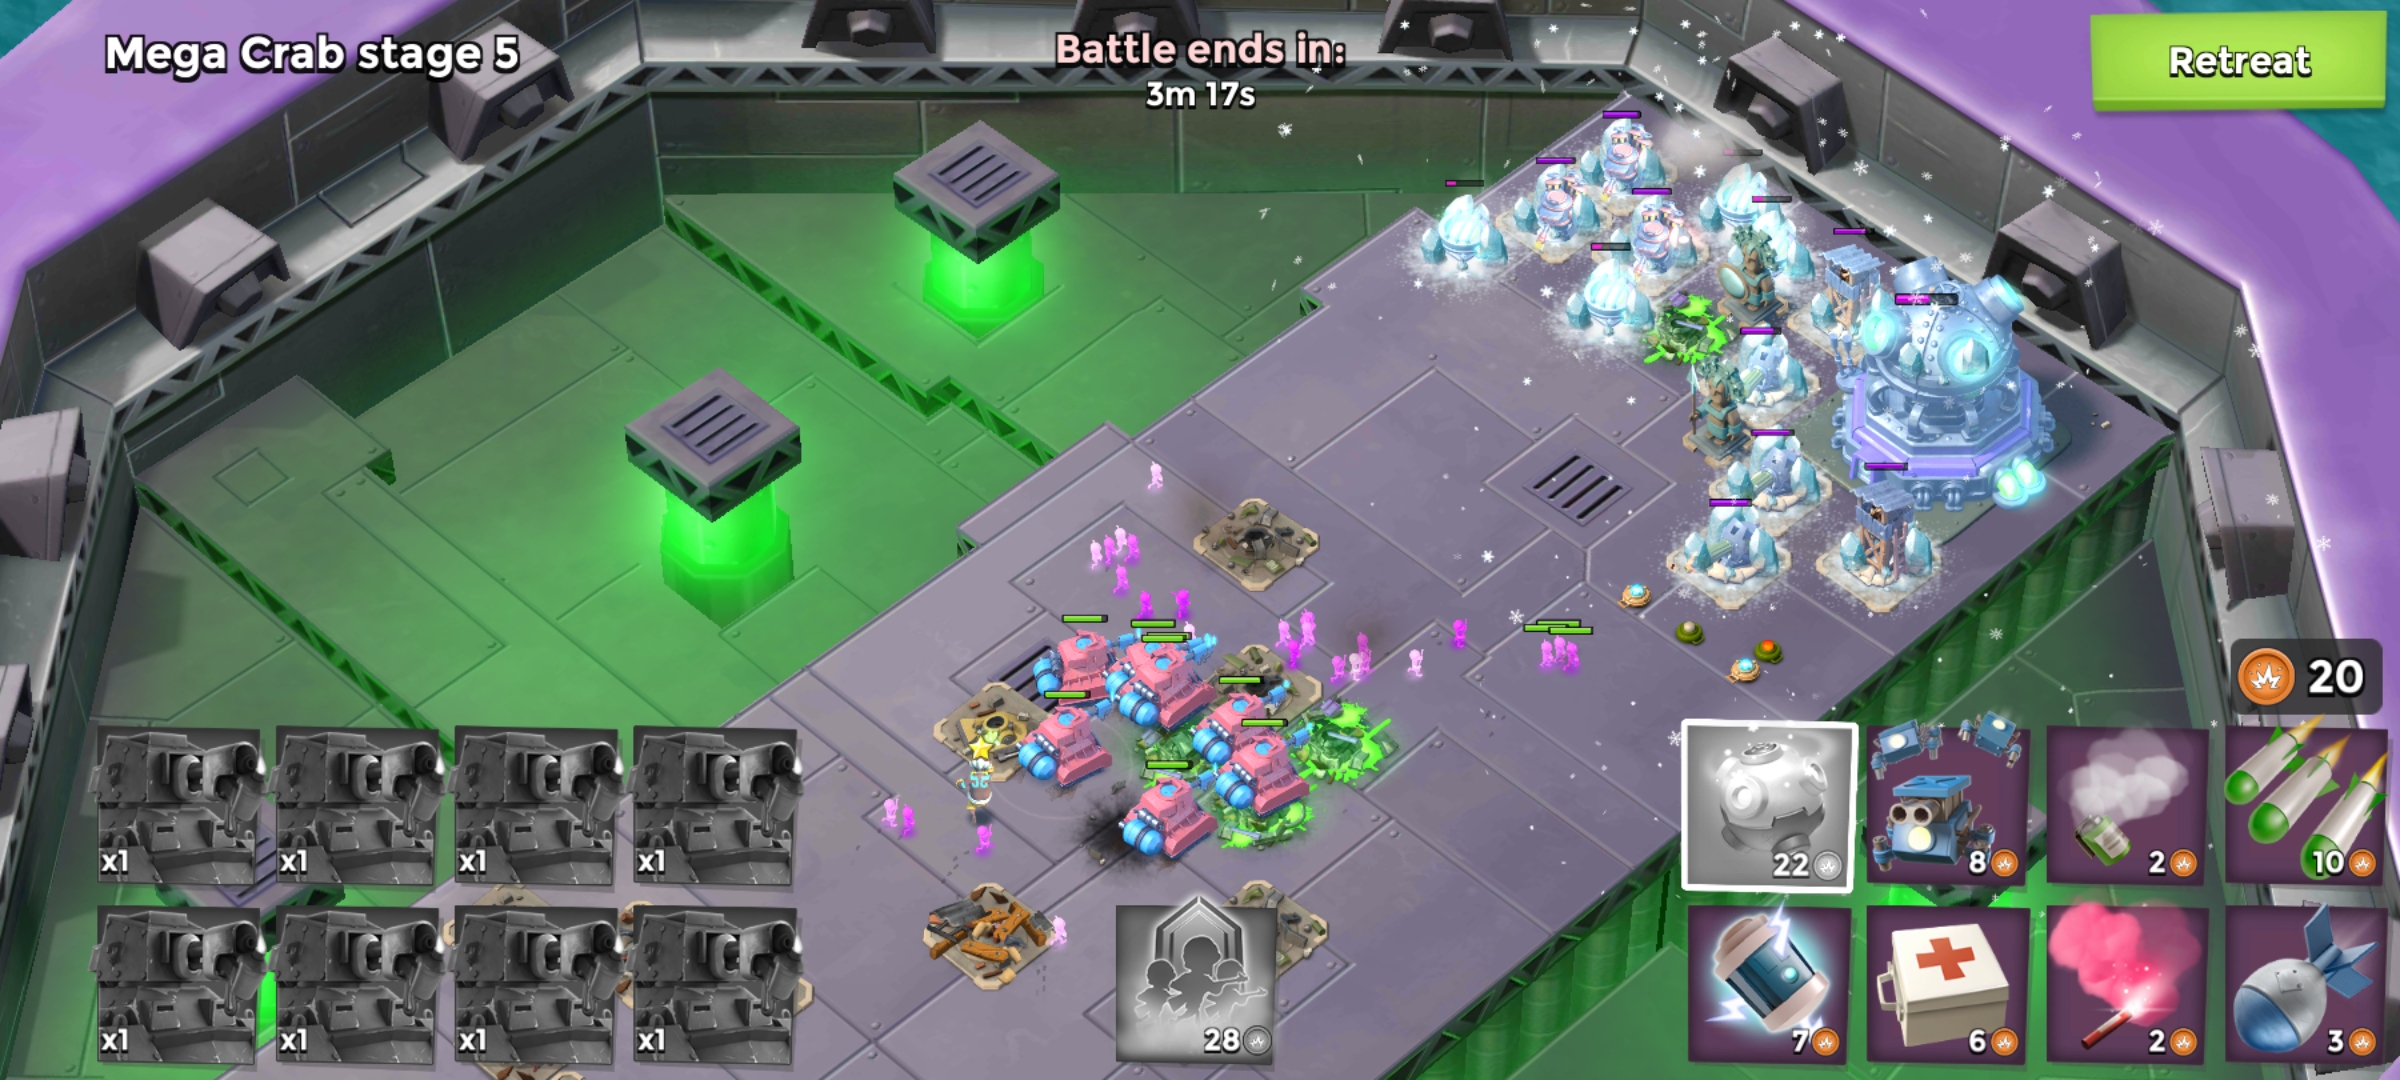 Mega Crab stage 5
Battle ends in:
3m 17s
Retreat
52
20
x1
x1
x1
x1
22
8
2
10
x1
x1
x1
x1
28
7
6
2
3